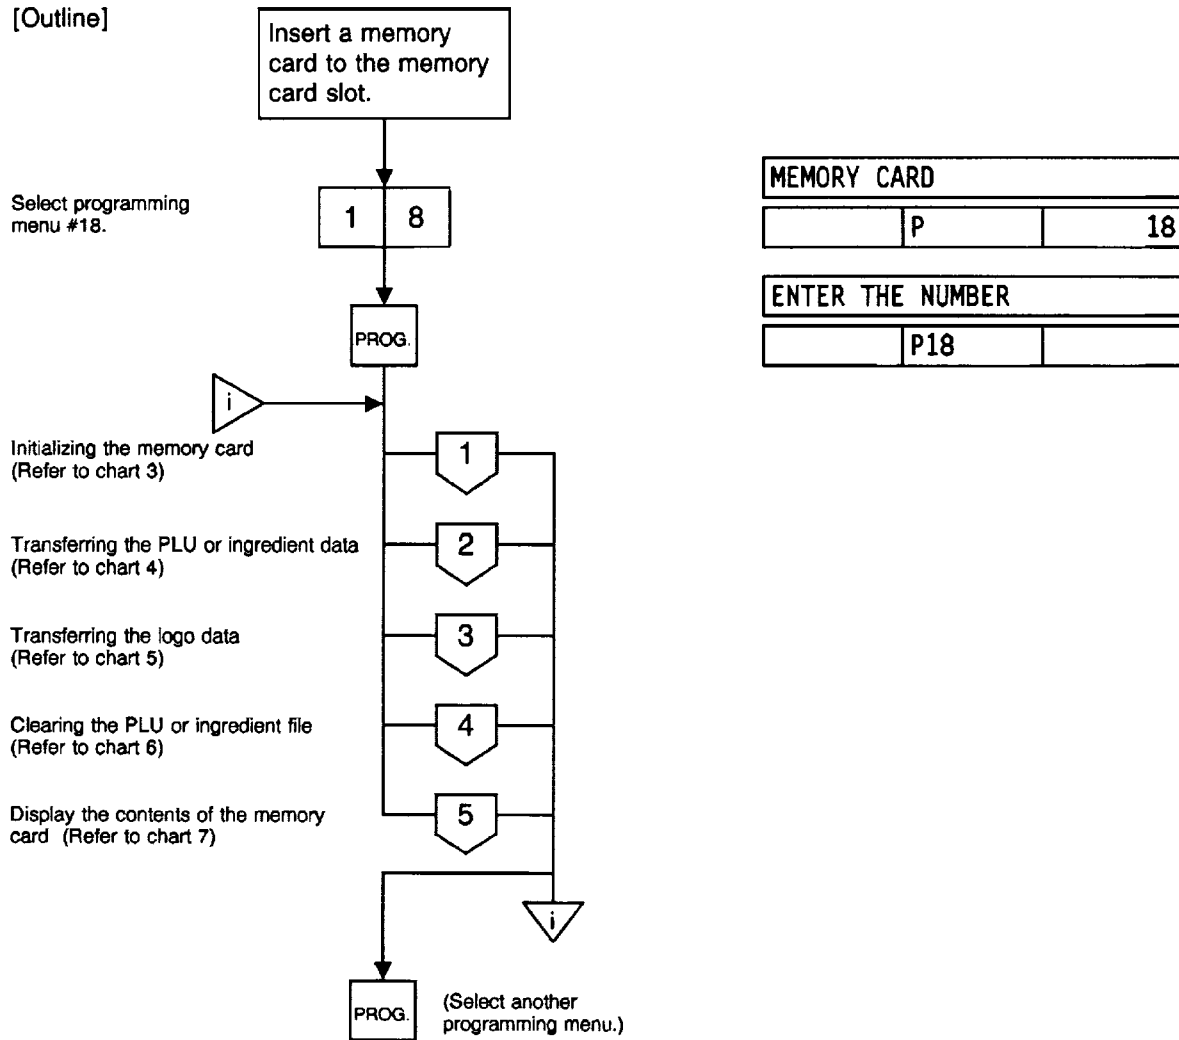 [Outline]
Insert a memory
card to the memory
card slot.
Select programming
menu #18.
1 8
MEMORY CARD
P 18
PROG.
ENTER THE NUMBER
P18
i
Initializing the memory card
(Refer to chart 3)
1
Transferring the PLU or ingredient data
(Refer to chart 4)
2
Transferring the logo data
(Refer to chart 5)
3
Clearing the PLU or ingredient file
(Refer to chart 6)
4
Display the contents of the memory
card (Refer to chart 7)
5
i
PROG.
(Select another
programming menu.)